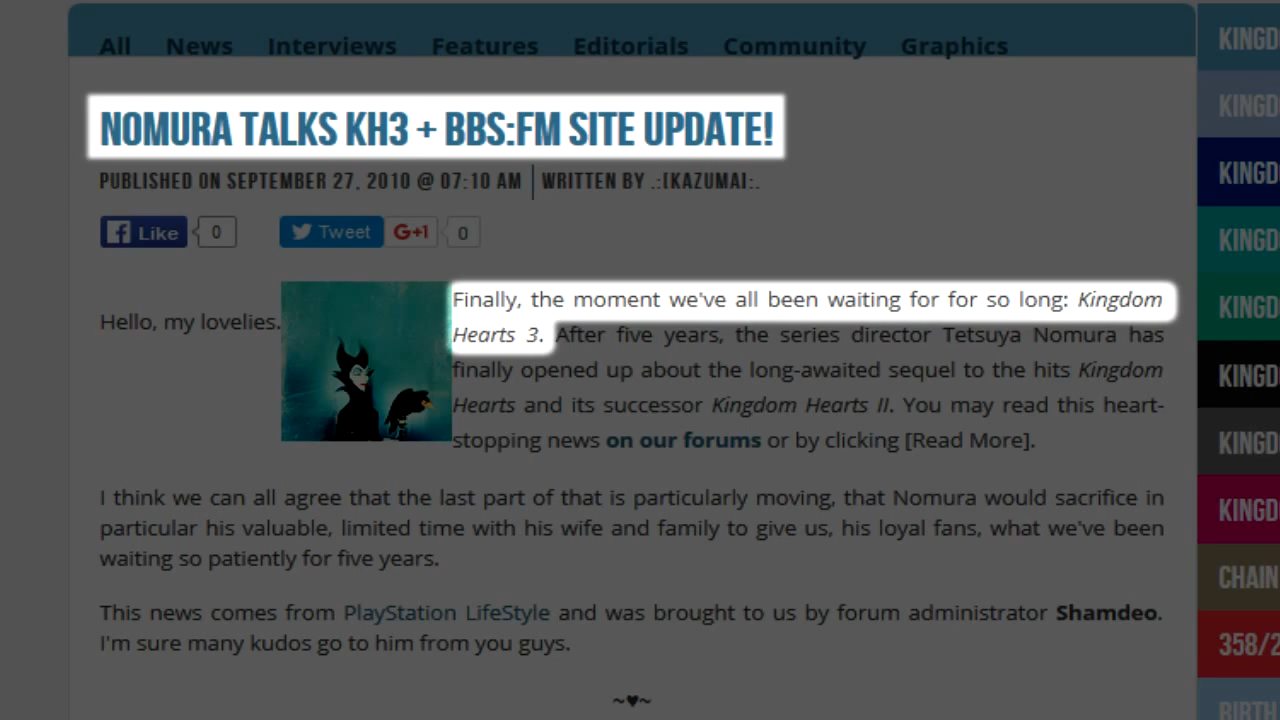 All News Interviews Features Editorials Community Graphics
NOMURA TALKS KH3 + BBS:FM SITE UPDATE!
PUBLISHED ON SEPTEMBER 27, 2010 @ 07:10 AM WRITTEN BY .:[KAZUMA]:.
Like 0 Tweet G+1 0
Hello, my lovelies.
Finally, the moment we've all been waiting for for so long: Kingdom
Hearts 3. After five years, the series director Tetsuya Nomura has
finally opened up about the long-awaited sequel to the hits Kingdom
Hearts and its successor Kingdom Hearts II. You may read this heart-
stopping news on our forums or by clicking [Read More].
I think we can all agree that the last part of that is particularly moving, that Nomura would sacrifice in
particular his valuable, limited time with his wife and family to give us, his loyal fans, what we've been
waiting so patiently for five years.
This news comes from PlayStation LifeStyle and was brought to us by forum administrator Shamdeo.
I'm sure many kudos go to him from you guys.
~♥~
KINGD
KINGD
KINGD
KINGD
KINGD
KINGD
KINGD
KINGD
CHAIN
358/2
BIRTH